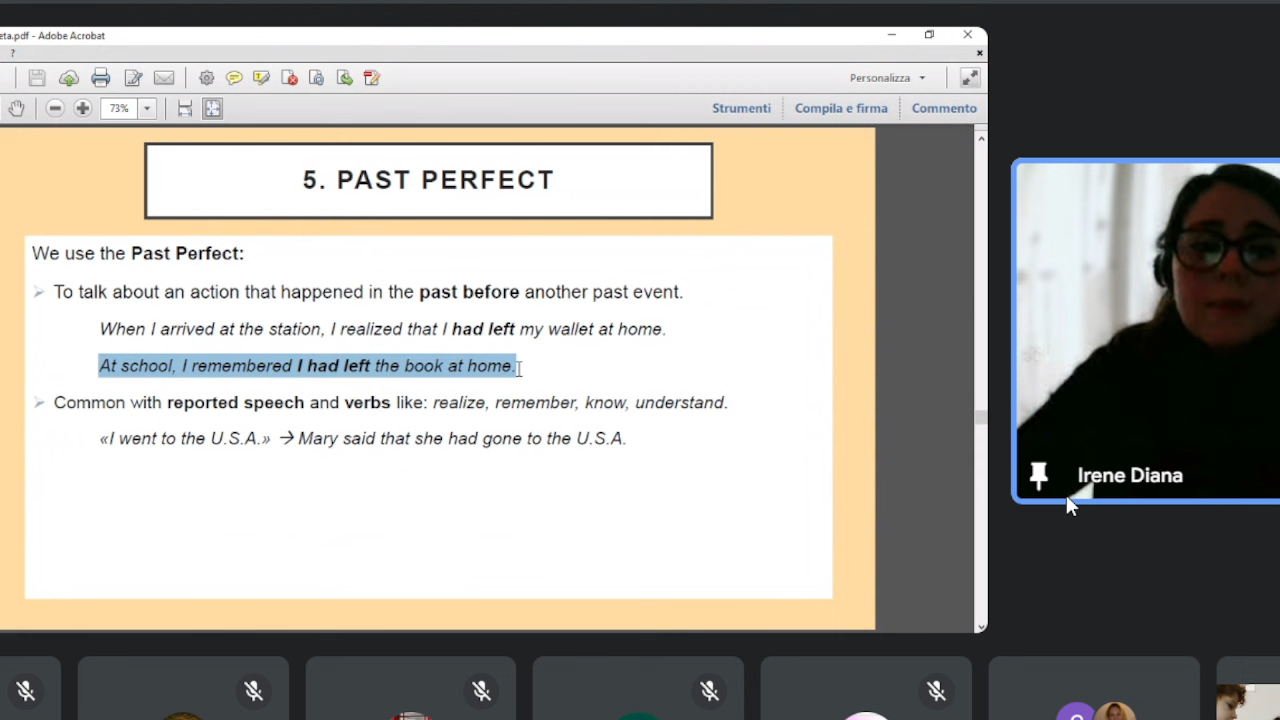 eta.pdf - Adobe Acrobat
?
73%
Personalizza
Strumenti
Compila e firma
Commento
5. PAST PERFECT
We use the Past Perfect:
To talk about an action that happened in the past before another past event.
When I arrived at the station, I realized that I had left my wallet at home.
At school, I remembered I had left the book at home.
Common with reported speech and verbs like: realize, remember, know, understand.
«I went to the U.S.A.» → Mary said that she had gone to the U.S.A.
Irene Diana